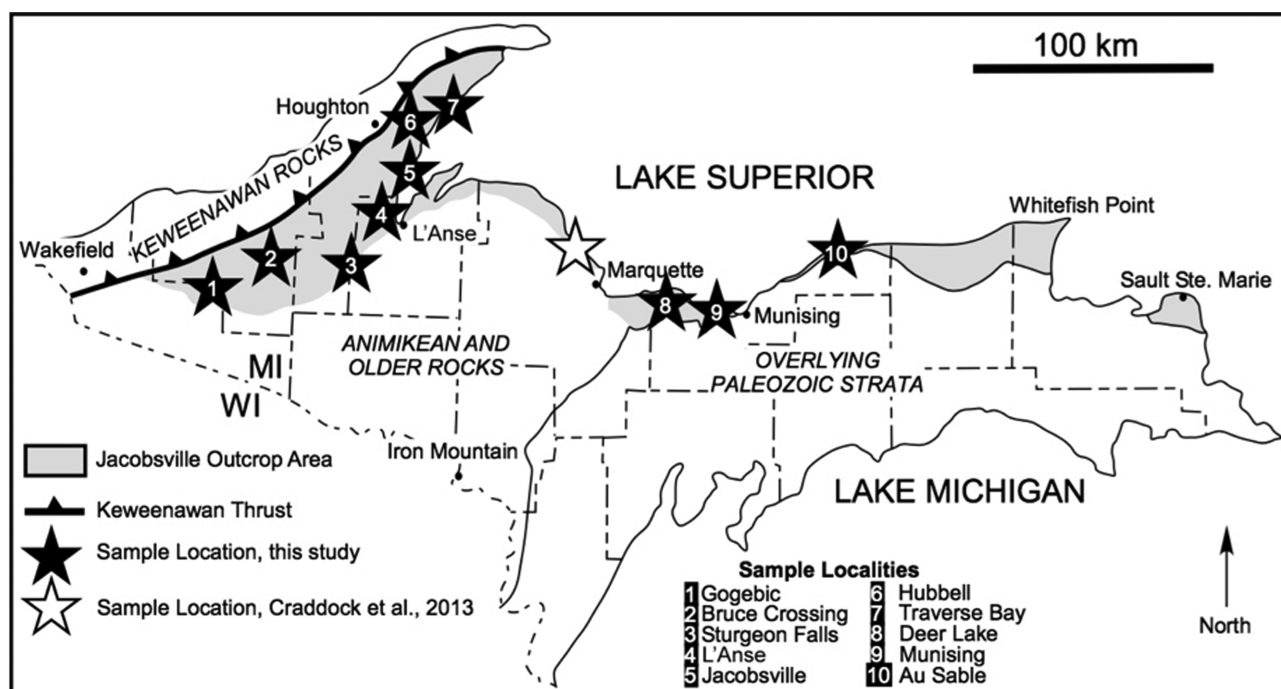 100 km
Houghton
7
6
KEWEENAWAN ROCKS
5
LAKE SUPERIOR
4
L'Anse
Whitefish Point
Wakefield
2
3
10
1
Marquette
Sault Ste. Marie
8
9
Munising
MI
WI
ANIMIKEAN AND
OLDER ROCKS
OVERLYING
PALEOZOIC STRATA
Iron Mountain
LAKE MICHIGAN
Jacobsville Outcrop Area
Keweenawan Thrust
Sample Location, this study
Sample Location, Craddock et al., 2013
Sample Localities
1 Gogebic
2 Bruce Crossing
3 Sturgeon Falls
4 L'Anse
5 Jacobsville
6 Hubbell
7 Traverse Bay
8 Deer Lake
9 Munising
10 Au Sable
North